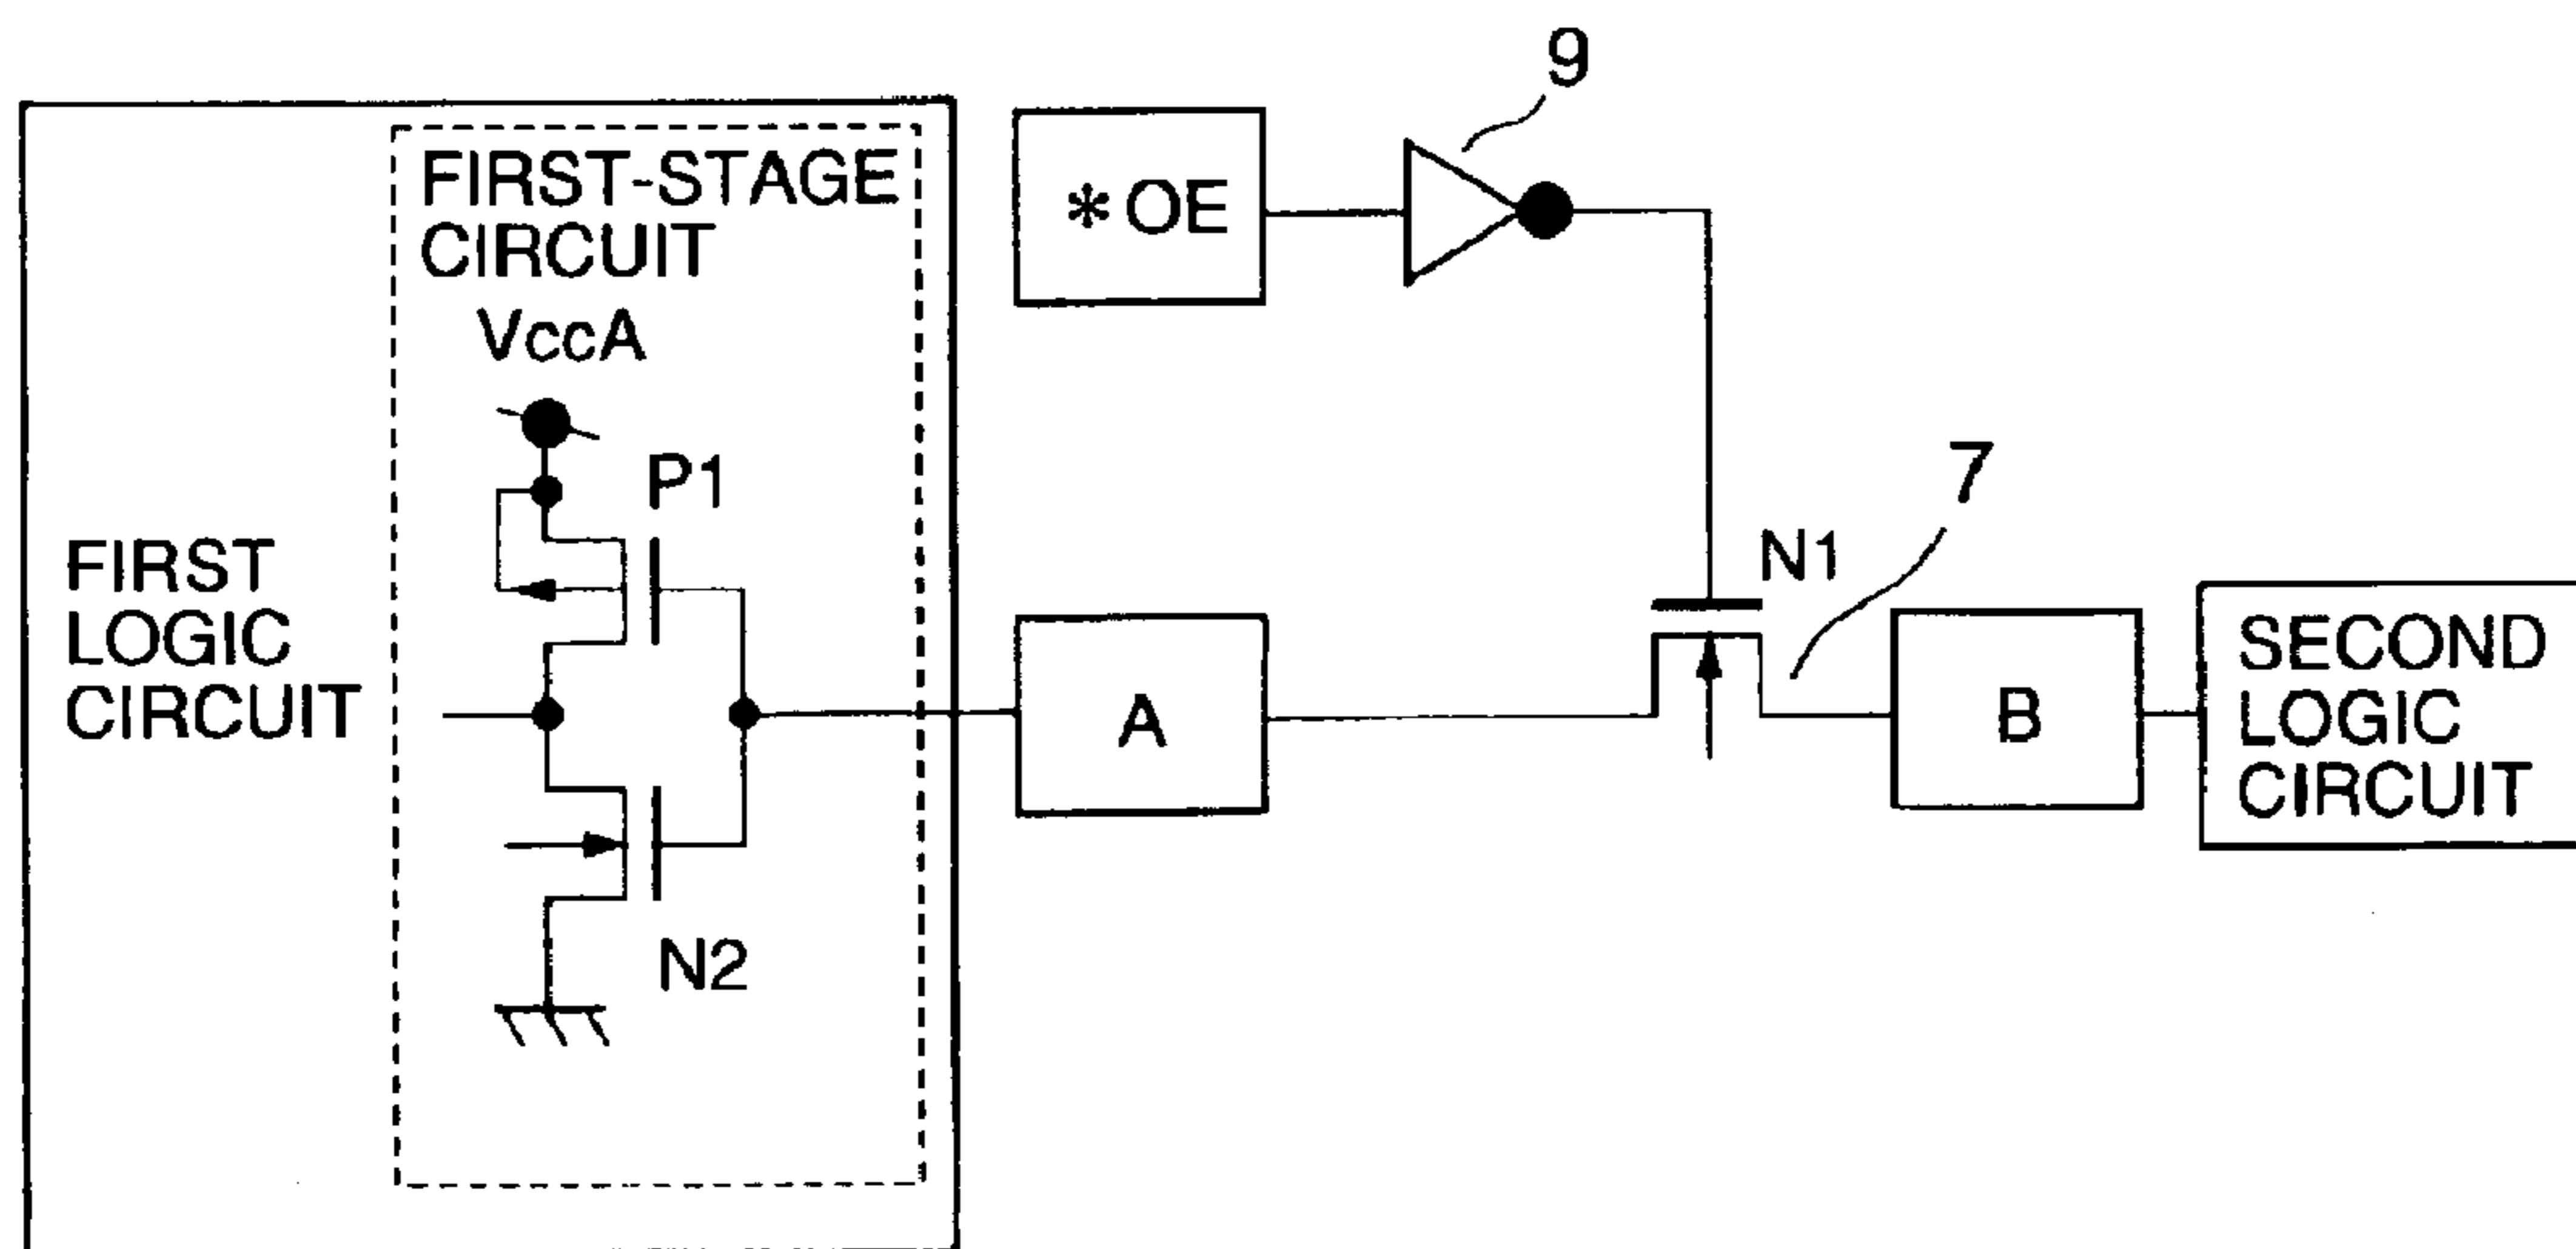 9
FIRST-STAGE
CIRCUIT
* OE
VccA
P1
7
N1
FIRST
LOGIC
CIRCUIT
A
B
SECOND
LOGIC
CIRCUIT
N2